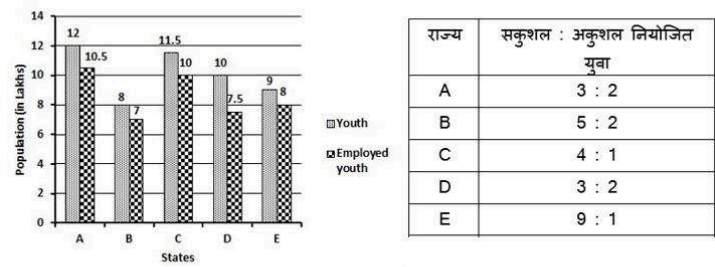 14
12
10
8
6
4
2
0
Population (in Lakhs)
12
10.5
8
7
11.5
10
10
7.5
9
8
A B C D E
States
Youth
Employed
youth
राज्य सकुशल : अकुशल नियोजित
युवा
A 3 : 2
B 5 : 2
C 4 : 1
D 3 : 2
E 9 : 1